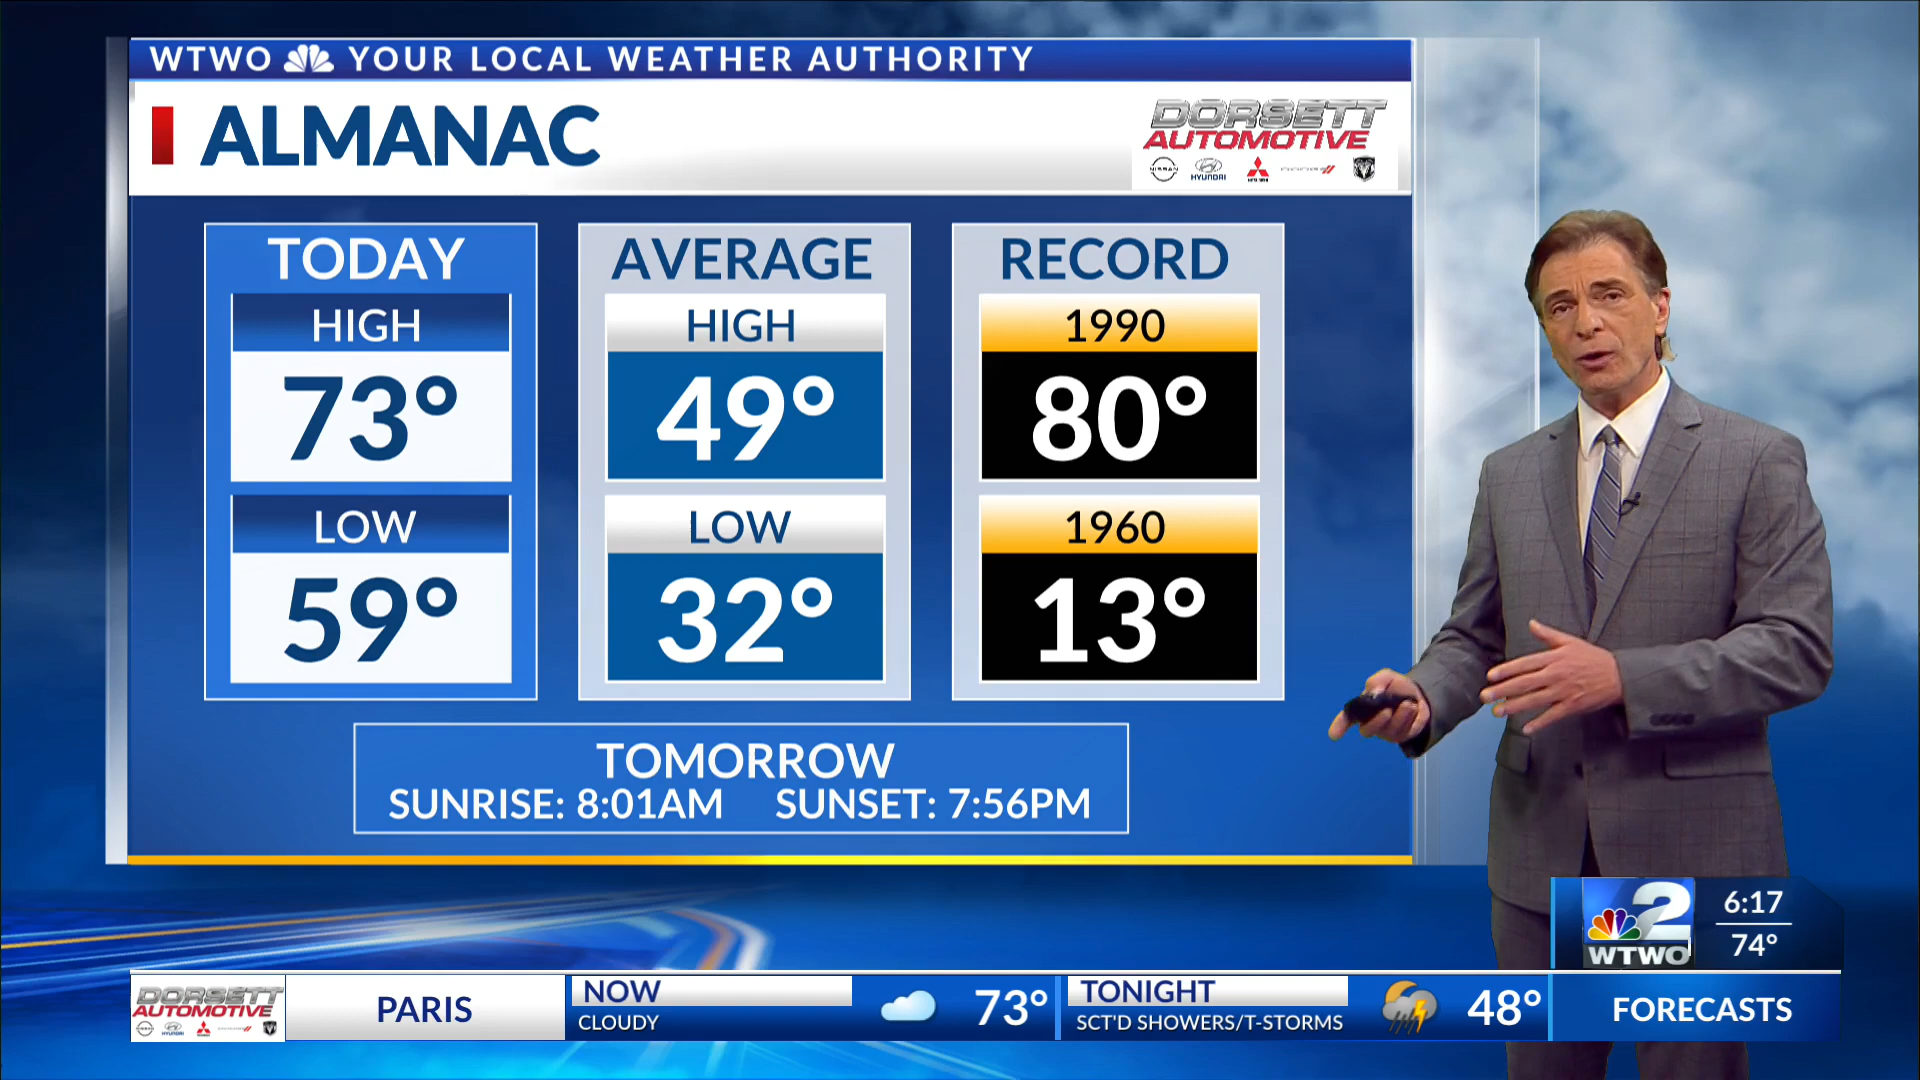 WTWO YOUR LOCAL WEATHER AUTHORITY
ALMANAC
DORSETT
AUTOMOTIVE
NISSAN
HYUNDAI
TODAY
HIGH
73°
LOW
59°
AVERAGE
HIGH
49°
LOW
32°
RECORD
1990
80°
1960
13°
TOMORROW
SUNRISE: 8:01AM SUNSET: 7:56PM
2
WTWO
6:17
74°
DORSETT
AUTOMOTIVE
PARIS
NOW
CLOUDY
73°
TONIGHT
SCT'D SHOWERS/T-STORMS
48°
FORECASTS